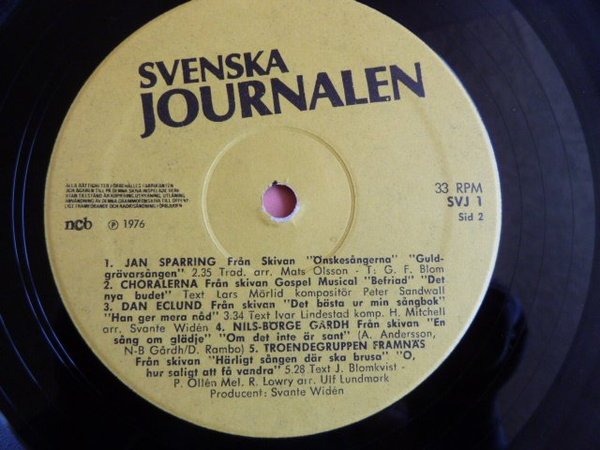 SVENSKA
JOURNALEN
33 RPM
SVJ 1
Sid 2
ncb ℗ 1976
1. JAN SPARRING Från Skivan "Önskesångerna" "Guld-
grävarsången" 2.35 Trad. arr. Mats Olsson - T: G. F. Blom
2. CHORALERNA Från skivan Gospel Musical "Befriad" "Det
nya budet" Text Lars Mörlid kompositör Peter Sandwall
3. DAN ECLUND Från skivan "Det bästa ur min sångbok"
"Han ger mera nåd" 3.34 Text Ivar Lindestad komp. H. Mitchell
arr. Svante Widén 4. NILS-BÖRGE GÅRDH Från skivan "En
sång om glädje" "Om det inte är sant" (A. Andersson,
N-B Gårdh/D. Rambo) 5. TROENDEGRUPPEN FRAMNÄS
Från skivan "Härligt sången där ska brusa" "O,
hur saligt att få vandra" 5.28 Text J. Blomkvist -
P. Ollén Mel. R. Lowry arr. Ulf Lundmark
Producent: Svante Widén